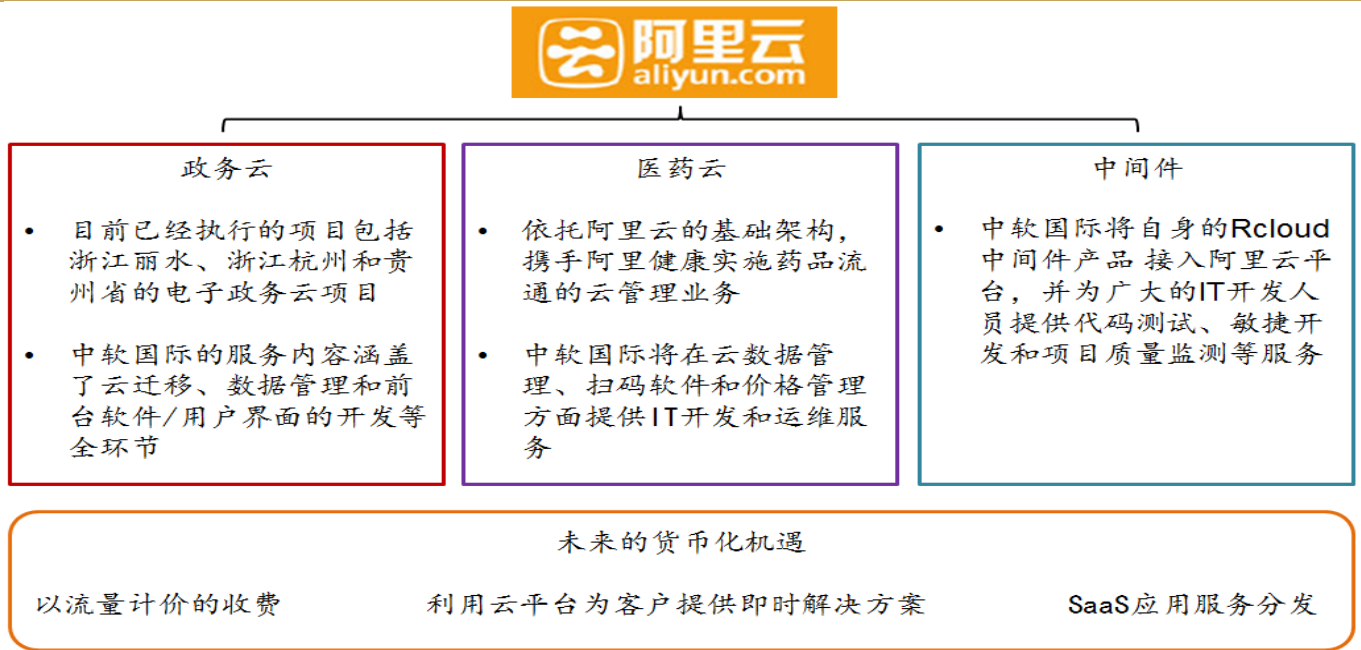 阿里云
aliyun.com
政务云
• 目前已经执行的项目包括
浙江丽水、浙江杭州和贵
州省的电子政务云项目
• 中软国际的服务内容涵盖
了云迁移、数据管理和前
台软件/用户界面的开发等
全环节
医药云
• 依托阿里云的基础架构，
携手阿里健康实施药品流
通的云管理业务
• 中软国际将在云数据管
理、扫码软件和价格管理
方面提供IT开发和运维服
务
中间件
• 中软国际将自身的Rcloud
中间件产品 接入阿里云平
台，并为广大的IT开发人
员提供代码测试、敏捷开
发和项目质量监测等服务
未来的货币化机遇
以流量计价的收费 利用云平台为客户提供即时解决方案 SaaS应用服务分发